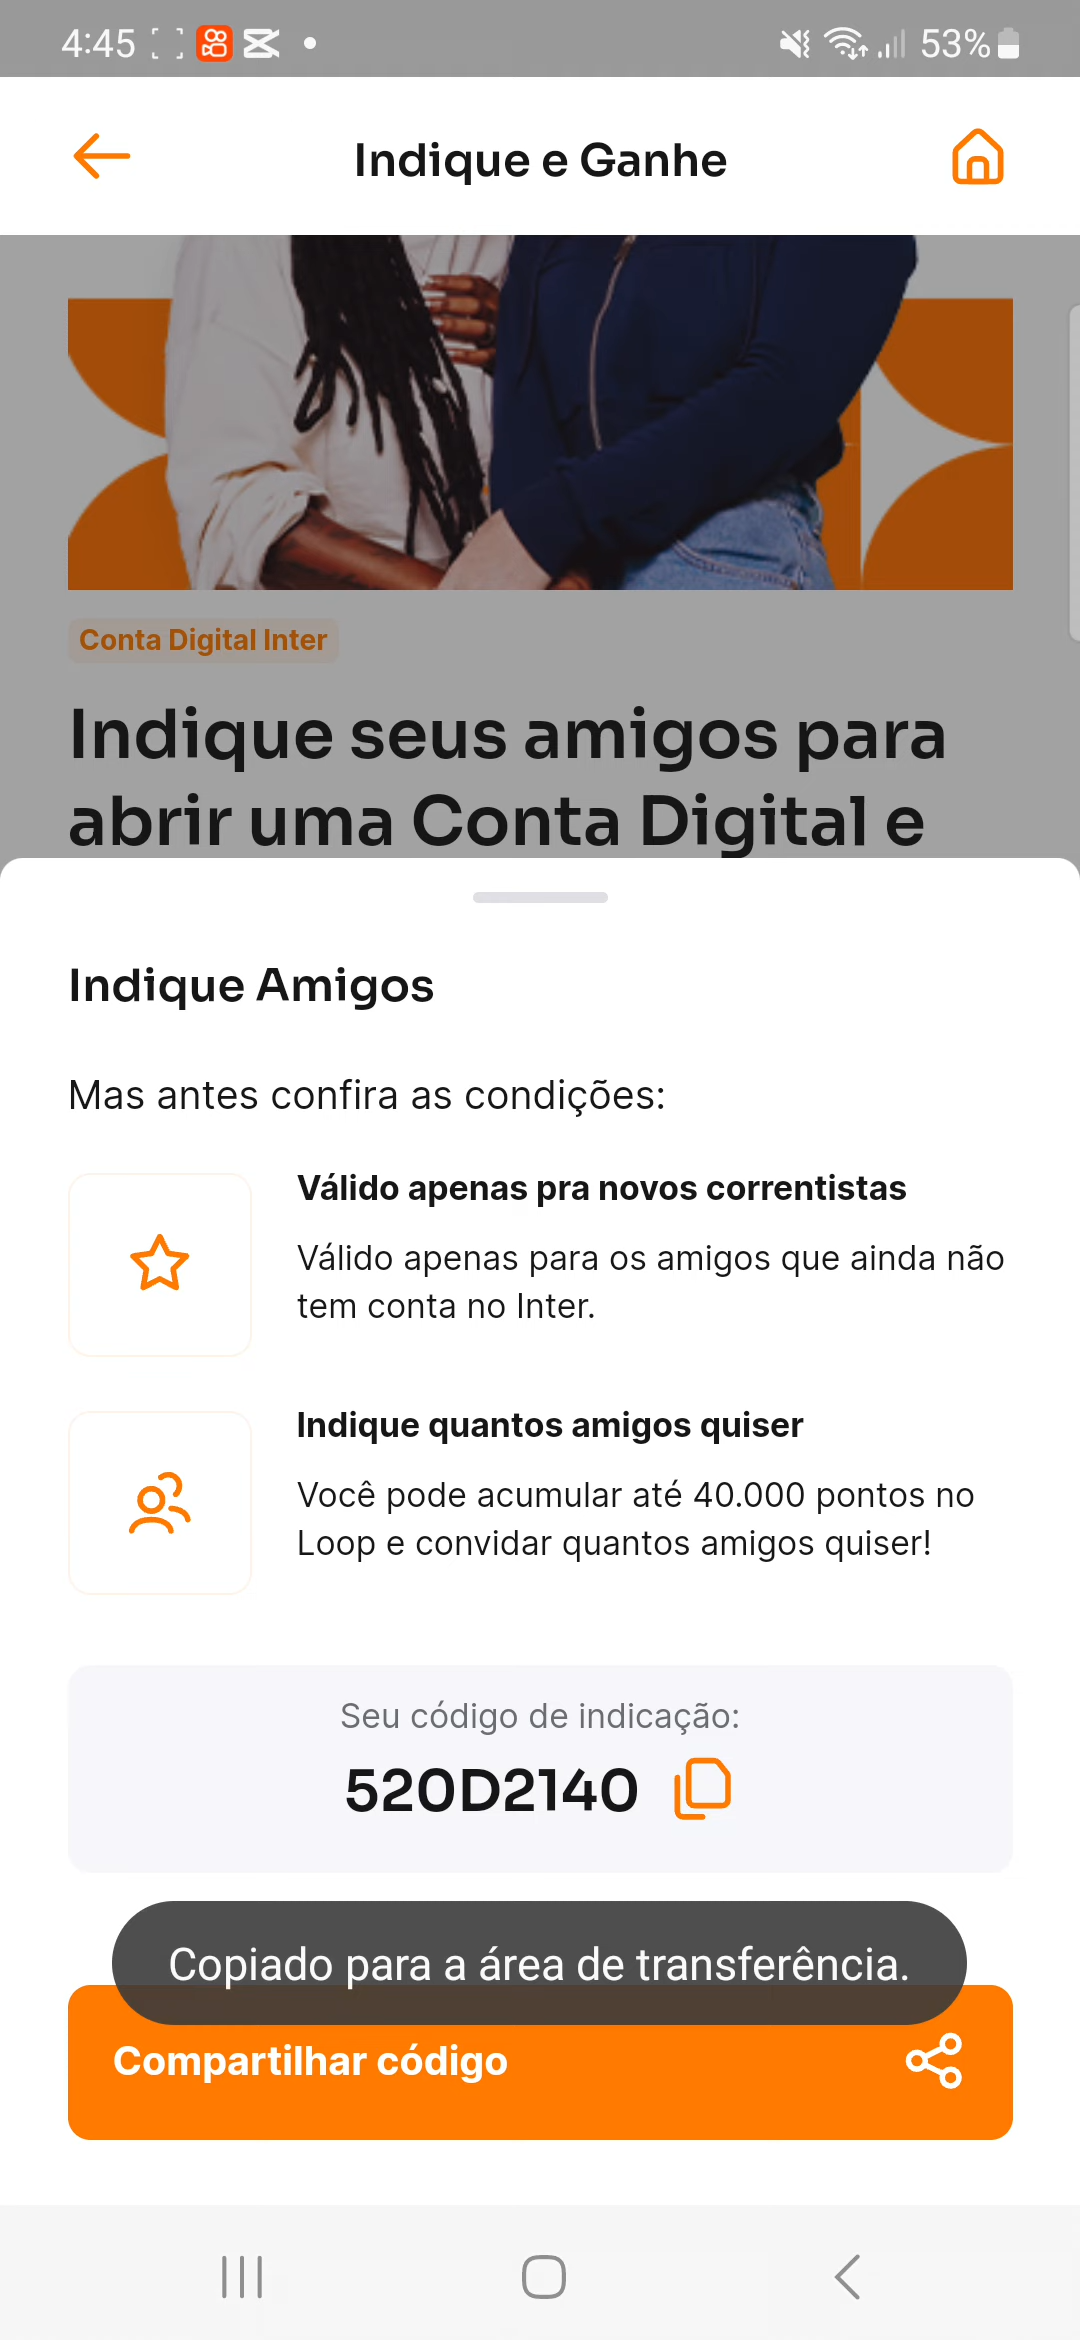 4:45
53%
Indique e Ganhe
Conta Digital Inter
Indique seus amigos para
abrir uma Conta Digital e
Indique Amigos
Mas antes confira as condições:
Válido apenas pra novos correntistas
Válido apenas para os amigos que ainda não
tem conta no Inter.
Indique quantos amigos quiser
Você pode acumular até 40.000 pontos no
Loop e convidar quantos amigos quiser!
Seu código de indicação:
520D2140
Copiado para a área de transferência.
Compartilhar código